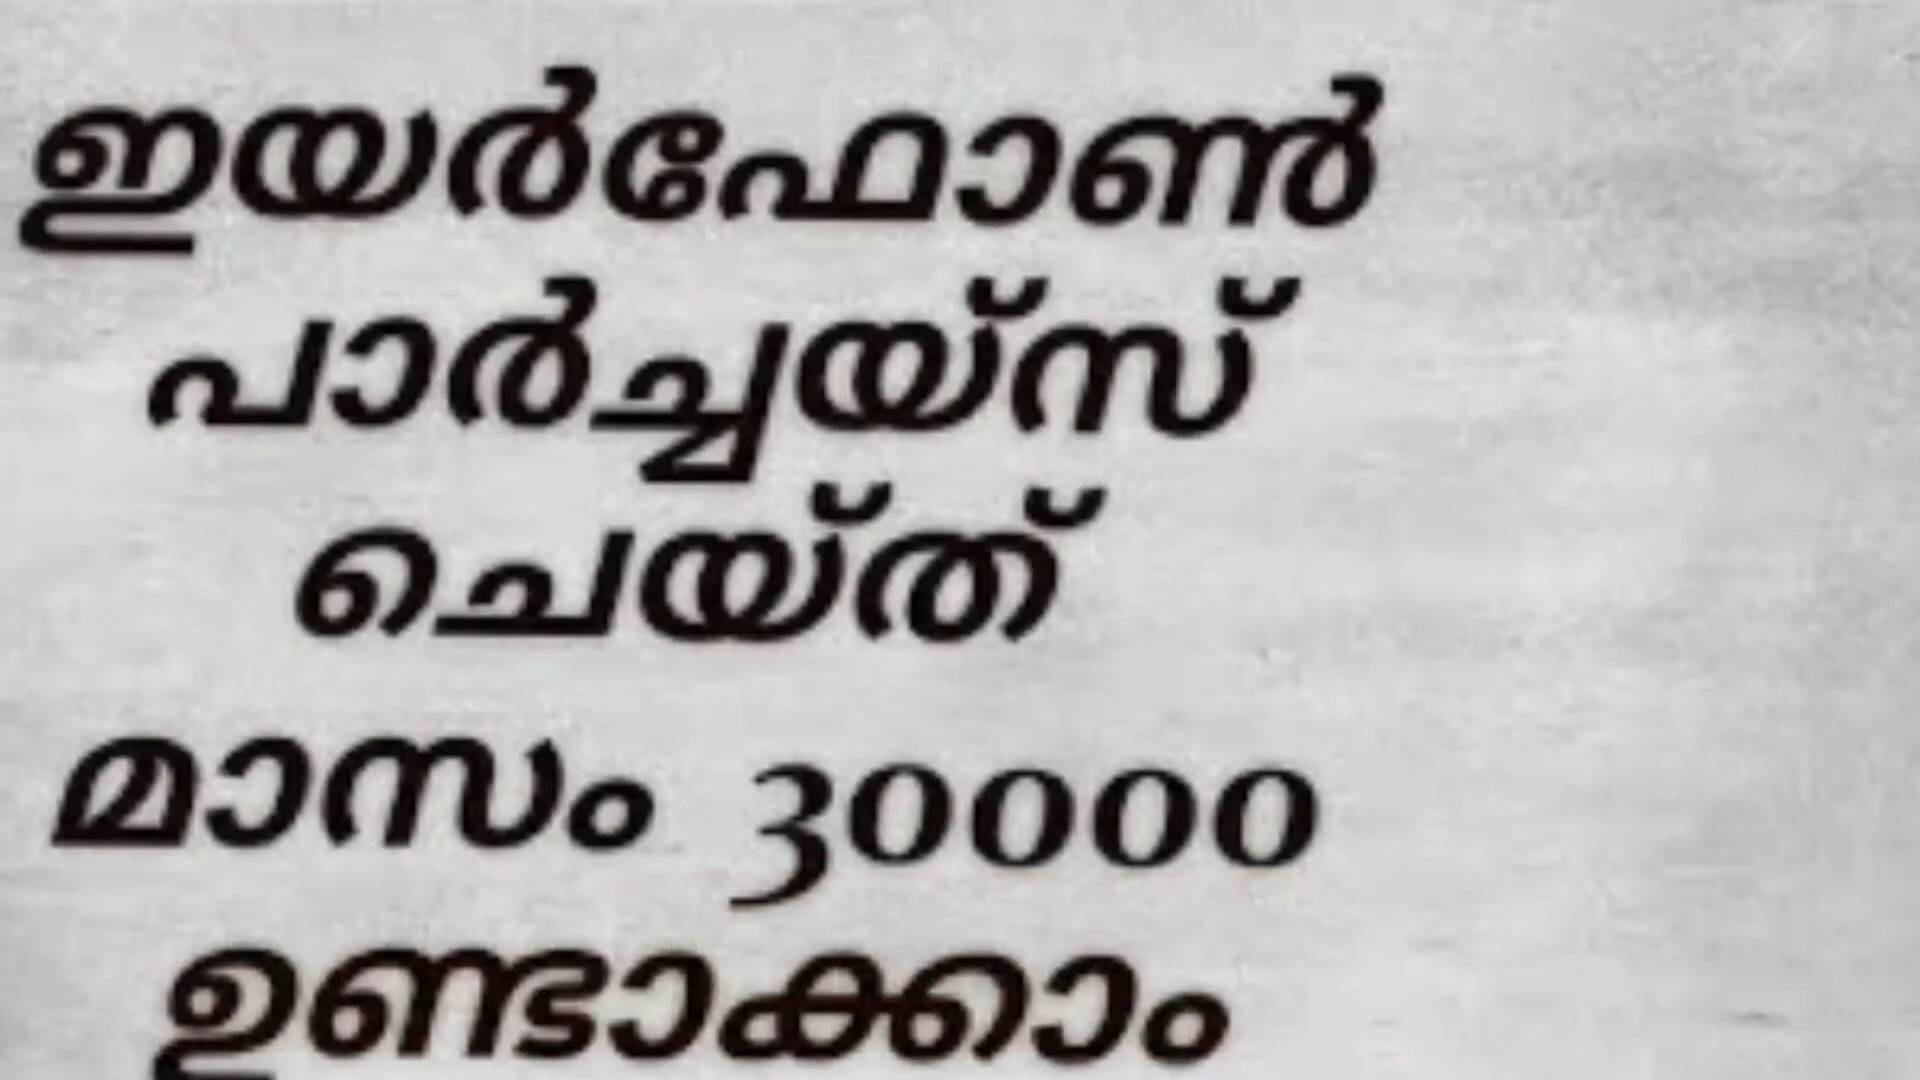 ഇയർഫോൺ
പാർച്ചയ്സ്
ചെയ്ത്
മാസം 30000
ഉണ്ടാക്കാം